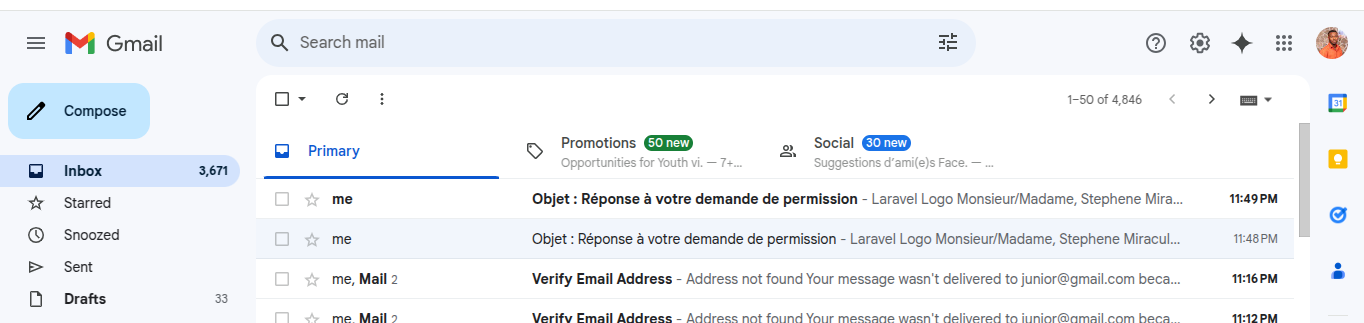 Gmail
Search mail
Compose
1–50 of 4,846
Primary
Promotions 50 new
Opportunities for Youth vi. — 7+...
Social 30 new
Suggestions d'ami(e)s Face. — ...
Inbox 3,671
Starred
Snoozed
Sent
Drafts 33
me Objet : Réponse à votre demande de permission - Laravel Logo Monsieur/Madame, Stephene Mira... 11:49 PM
me Objet : Réponse à votre demande de permission - Laravel Logo Monsieur/Madame, Stephene Miracul... 11:48 PM
me, Mail 2 Verify Email Address - Address not found Your message wasn't delivered to junior@gmail.com beca... 11:16 PM
me, Mail 2 Verify Email Address - Address not found Your message wasn't delivered to junior@gmail.com beca... 11:12 PM
31